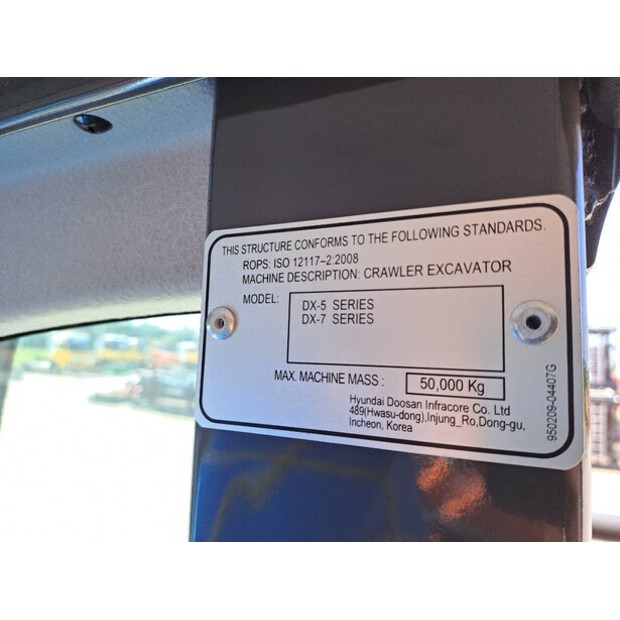 THIS STRUCTURE CONFORMS TO THE FOLLOWING STANDARDS.
ROPS: ISO 12117-2:2008
MACHINE DESCRIPTION: CRAWLER EXCAVATOR
MODEL: DX-5 SERIES
DX-7 SERIES
MAX. MACHINE MASS : 50,000 Kg
Hyundai Doosan Infracore Co. Ltd
489(Hwasu-dong),Injung_Ro,Dong-gu,
Incheon, Korea
950209-04407G